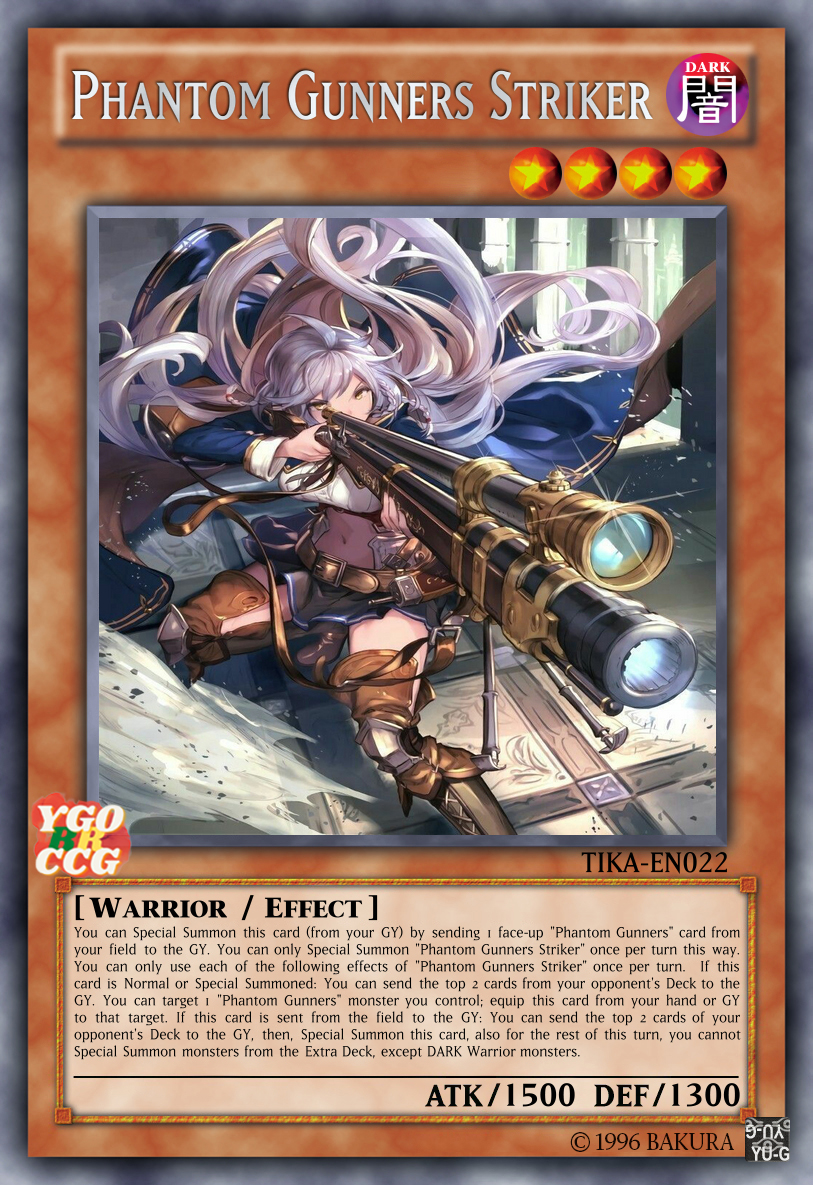 PHANTOM GUNNERS STRIKER
DARK
闇
YGO
BR
CCG
TIKA-EN022
[ WARRIOR / EFFECT ]
You can Special Summon this card (from your GY) by sending 1 face-up "Phantom Gunners" card from
your field to the GY. You can only Special Summon "Phantom Gunners Striker" once per turn this way.
You can only use each of the following effects of "Phantom Gunners Striker" once per turn. If this
card is Normal or Special Summoned: You can send the top 2 cards from your opponent's Deck to the
GY. You can target 1 "Phantom Gunners" monster you control; equip this card from your hand or GY
to that target. If this card is sent from the field to the GY: You can send the top 2 cards of your
opponent's Deck to the GY, then, Special Summon this card, also for the rest of this turn, you cannot
Special Summon monsters from the Extra Deck, except DARK Warrior monsters.
ATK/1500 DEF/1300
© 1996 BAKURA
YU-G